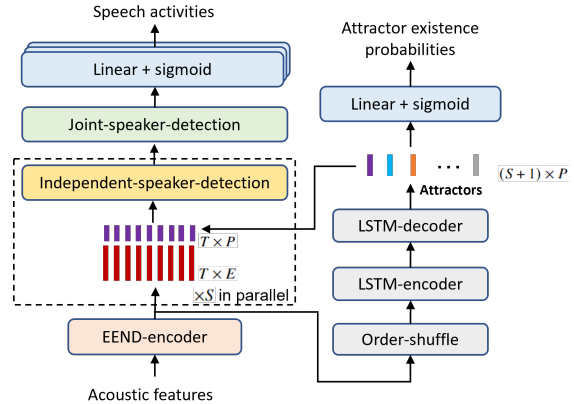 Speech activities
Linear + sigmoid
Joint-speaker-detection
Independent-speaker-detection
T × P
T × E
×S in parallel
EEND-encoder
Acoustic features
Attractor existence
probabilities
Linear + sigmoid
(S + 1) × P
Attractors
LSTM-decoder
LSTM-encoder
Order-shuffle